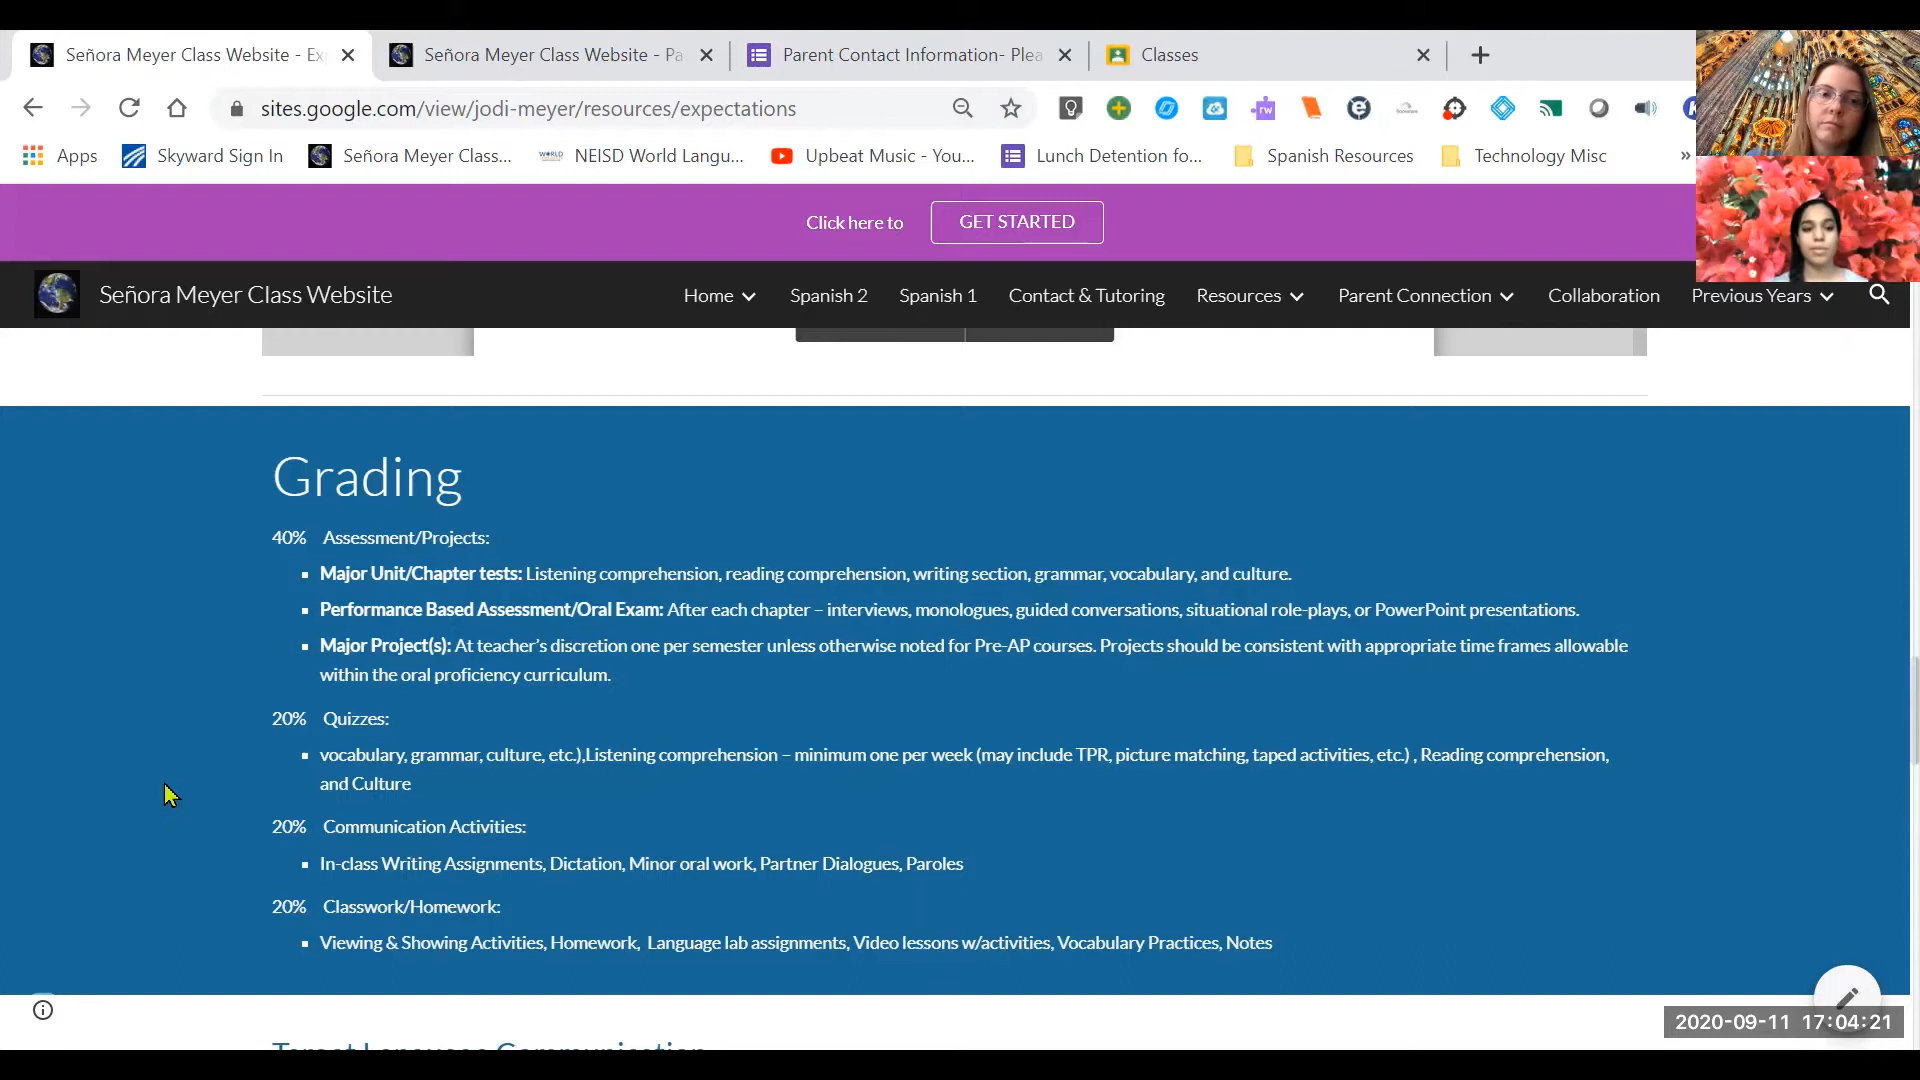 Señora Meyer Class Website - Ex
Señora Meyer Class Website - Pa
Parent Contact Information- Plea
Classes
sites.google.com/view/jodi-meyer/resources/expectations
Apps
Skyward Sign In
Señora Meyer Class...
NEISD World Langu...
Upbeat Music - You...
Lunch Detention fo...
Spanish Resources
Technology Misc
»
Click here to
GET STARTED
Señora Meyer Class Website
Home
Spanish 2
Spanish 1
Contact & Tutoring
Resources
Parent Connection
Collaboration
Previous Years
Grading
40% Assessment/Projects:
Major Unit/Chapter tests: Listening comprehension, reading comprehension, writing section, grammar, vocabulary, and culture.
Performance Based Assessment/Oral Exam: After each chapter – interviews, monologues, guided conversations, situational role-plays, or PowerPoint presentations.
Major Project(s): At teacher's discretion one per semester unless otherwise noted for Pre-AP courses. Projects should be consistent with appropriate time frames allowable
within the oral proficiency curriculum.
20% Quizzes:
vocabulary, grammar, culture, etc.),Listening comprehension – minimum one per week (may include TPR, picture matching, taped activities, etc.) , Reading comprehension,
and Culture
20% Communication Activities:
In-class Writing Assignments, Dictation, Minor oral work, Partner Dialogues, Paroles
20% Classwork/Homework:
Viewing & Showing Activities, Homework, Language lab assignments, Video lessons w/activities, Vocabulary Practices, Notes
2020-09-11 17:04:21